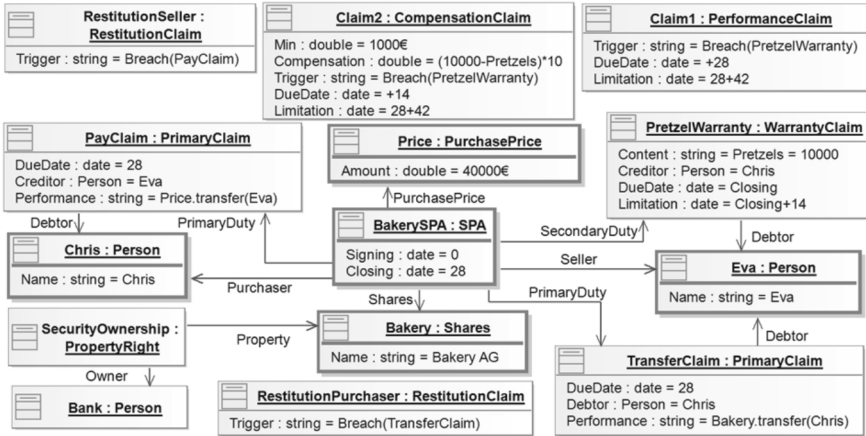 RestitutionSeller :
RestitutionClaim
Trigger : string = Breach(PayClaim)
Claim2 : CompensationClaim
Min : double = 1000€
Compensation : double = (10000-Pretzels)*10
Trigger : string = Breach(PretzelWarranty)
DueDate : date = +14
Limitation : date = 28+42
Claim1 : PerformanceClaim
Trigger : string = Breach(PretzelWarranty)
DueDate : date = +28
Limitation : date = 28+42
PayClaim : PrimaryClaim
DueDate : date = 28
Creditor : Person = Eva
Performance : string = Price.transfer(Eva)
Price : PurchasePrice
Amount : double = 40000€
PretzelWarranty : WarrantyClaim
Content : string = Pretzels = 10000
Creditor : Person = Chris
DueDate : date = Closing
Limitation : date = Closing+14
Debtor
PrimaryDuty
PurchasePrice
BakerySPA : SPA
Signing : date = 0
Closing : date = 28
SecondaryDuty
Debtor
Chris : Person
Name : string = Chris
Purchaser
Seller
Eva : Person
Name : string = Eva
Shares
PrimaryDuty
SecurityOwnership :
PropertyRight
Property
Bakery : Shares
Name : string = Bakery AG
Debtor
Owner
Bank : Person
RestitutionPurchaser : RestitutionClaim
Trigger : string = Breach(TransferClaim)
TransferClaim : PrimaryClaim
DueDate : date = 28
Debtor : Person = Chris
Performance : string = Bakery.transfer(Chris)